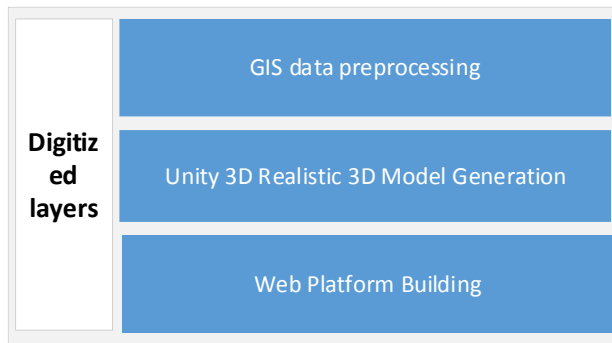 Digitiz
ed
layers
GIS data preprocessing
Unity 3D Realistic 3D Model Generation
Web Platform Building